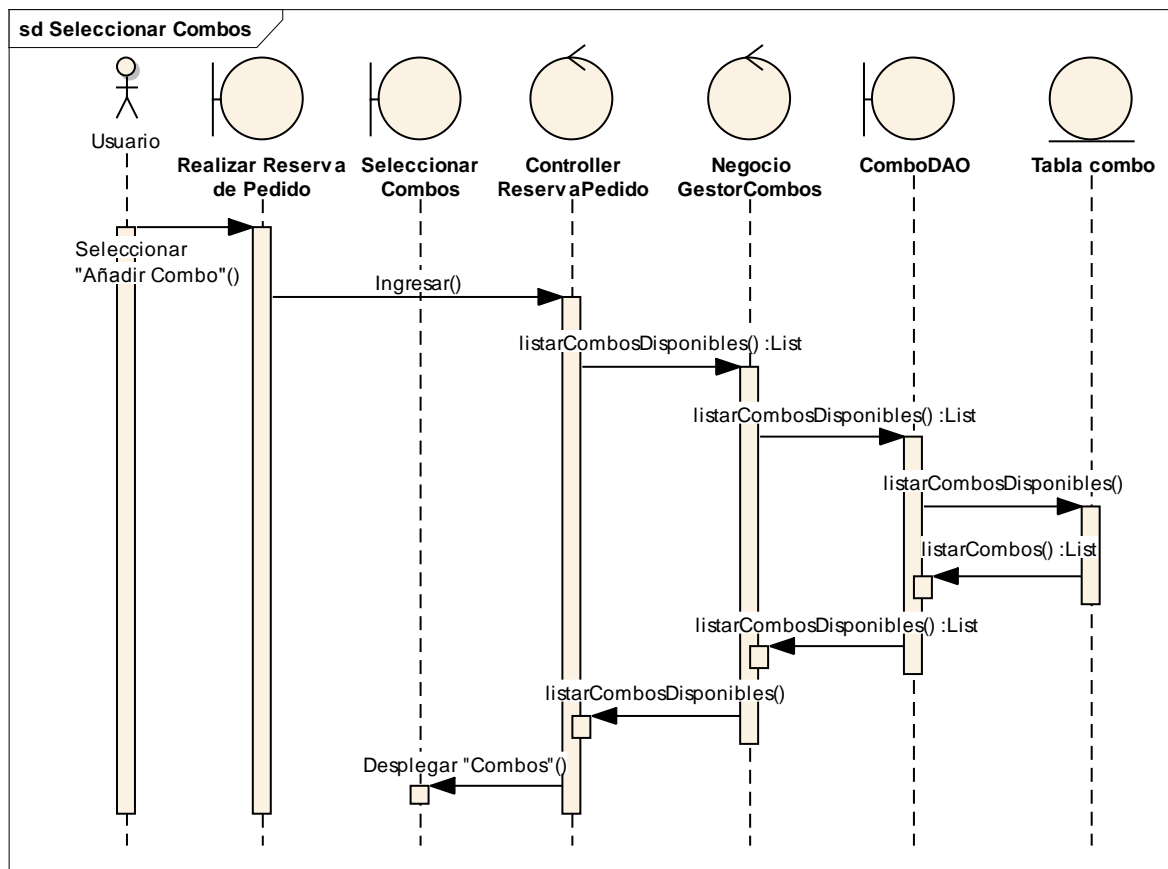 sd Seleccionar Combos
Usuario
Realizar Reserva
de Pedido
Seleccionar
Combos
Controller
ReservaPedido
Negocio
GestorCombos
ComboDAO
Tabla combo
Seleccionar
"Añadir Combo"()
Ingresar()
listarCombosDisponibles() :List
listarCombosDisponibles() :List
listarCombosDisponibles()
listarCombos() :List
listarCombosDisponibles() :List
listarCombosDisponibles()
Desplegar "Combos"()